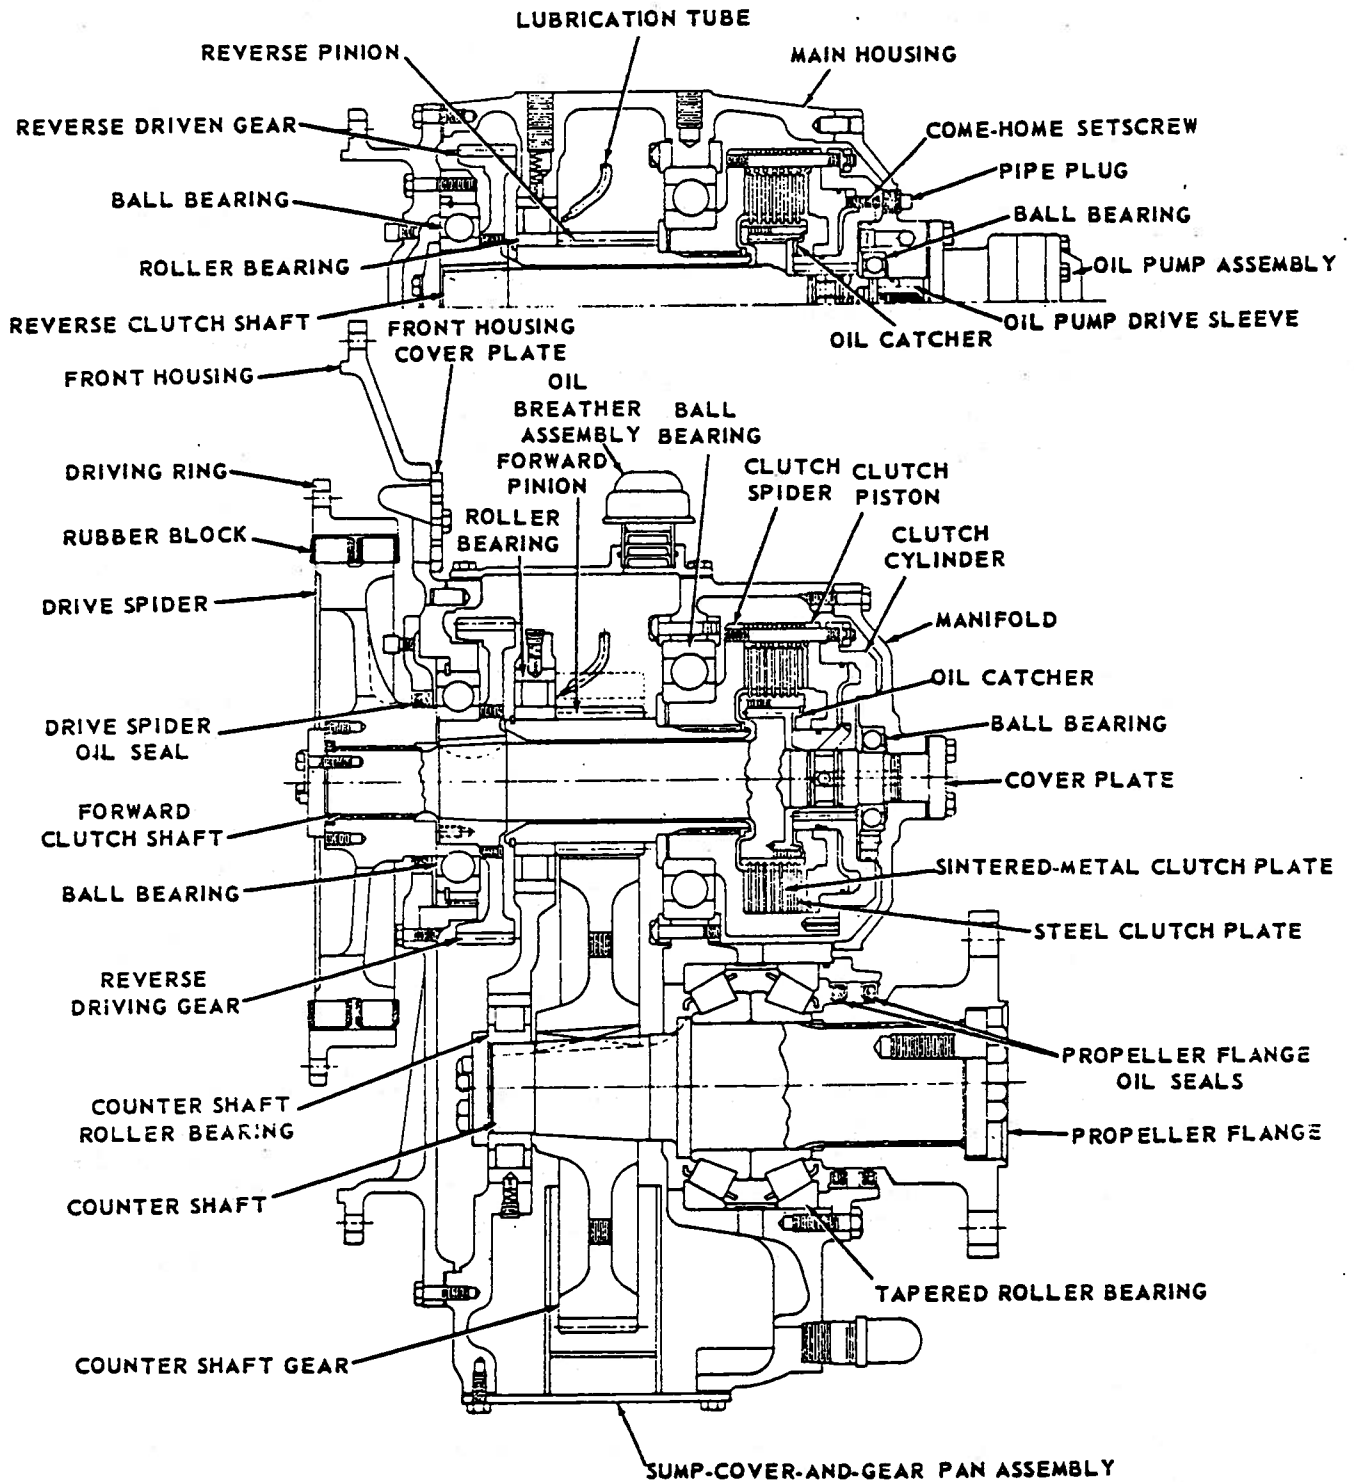 LUBRICATION TUBE
REVERSE PINION
MAIN HOUSING
REVERSE DRIVEN GEAR
COME-HOME SETSCREW
PIPE PLUG
BALL BEARING
BALL BEARING
ROLLER BEARING
OIL PUMP ASSEMBLY
REVERSE CLUTCH SHAFT
OIL PUMP DRIVE SLEEVE
OIL CATCHER
FRONT HOUSING
COVER PLATE
FRONT HOUSING
OIL
BREATHER
ASSEMBLY
BALL
BEARING
FORWARD
PINION
DRIVING RING
CLUTCH
SPIDER
CLUTCH
PISTON
ROLLER
BEARING
RUBBER BLOCK
CLUTCH
CYLINDER
DRIVE SPIDER
MANIFOLD
OIL CATCHER
DRIVE SPIDER
OIL SEAL
BALL BEARING
COVER PLATE
FORWARD
CLUTCH SHAFT
SINTERED-METAL CLUTCH PLATE
BALL BEARING
STEEL CLUTCH PLATE
REVERSE
DRIVING GEAR
PROPELLER FLANGE
OIL SEALS
COUNTER SHAFT
ROLLER BEARING
PROPELLER FLANGE
COUNTER SHAFT
TAPERED ROLLER BEARING
COUNTER SHAFT GEAR
SUMP-COVER-AND-GEAR PAN ASSEMBLY